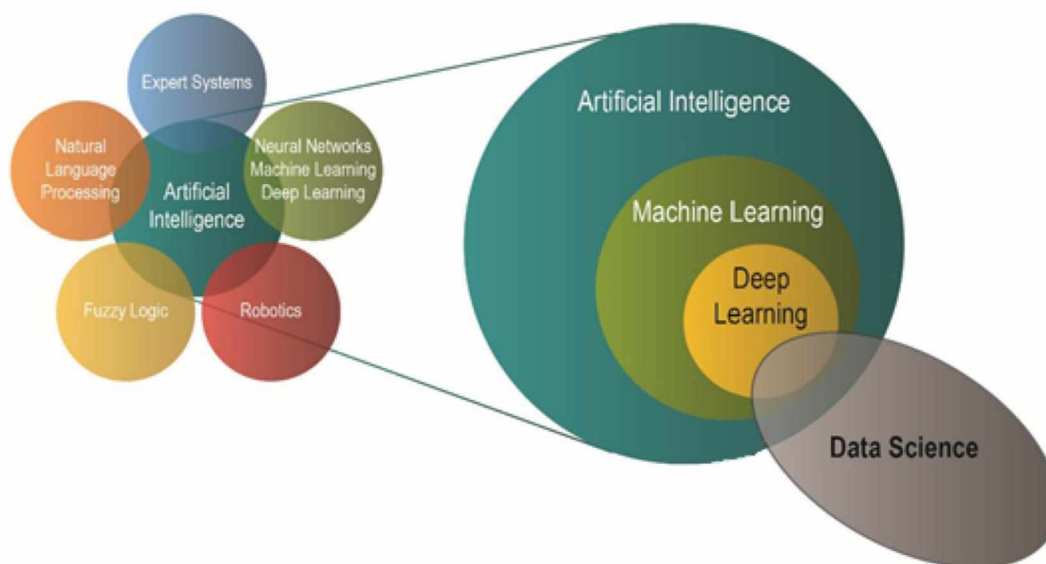 Expert Systems
Natural
Language
Processing
Neural Networks
Machine Learning
Deep Learning
Artificial
Intelligence
Fuzzy Logic
Robotics
Artificial Intelligence
Machine Learning
Deep
Learning
Data Science